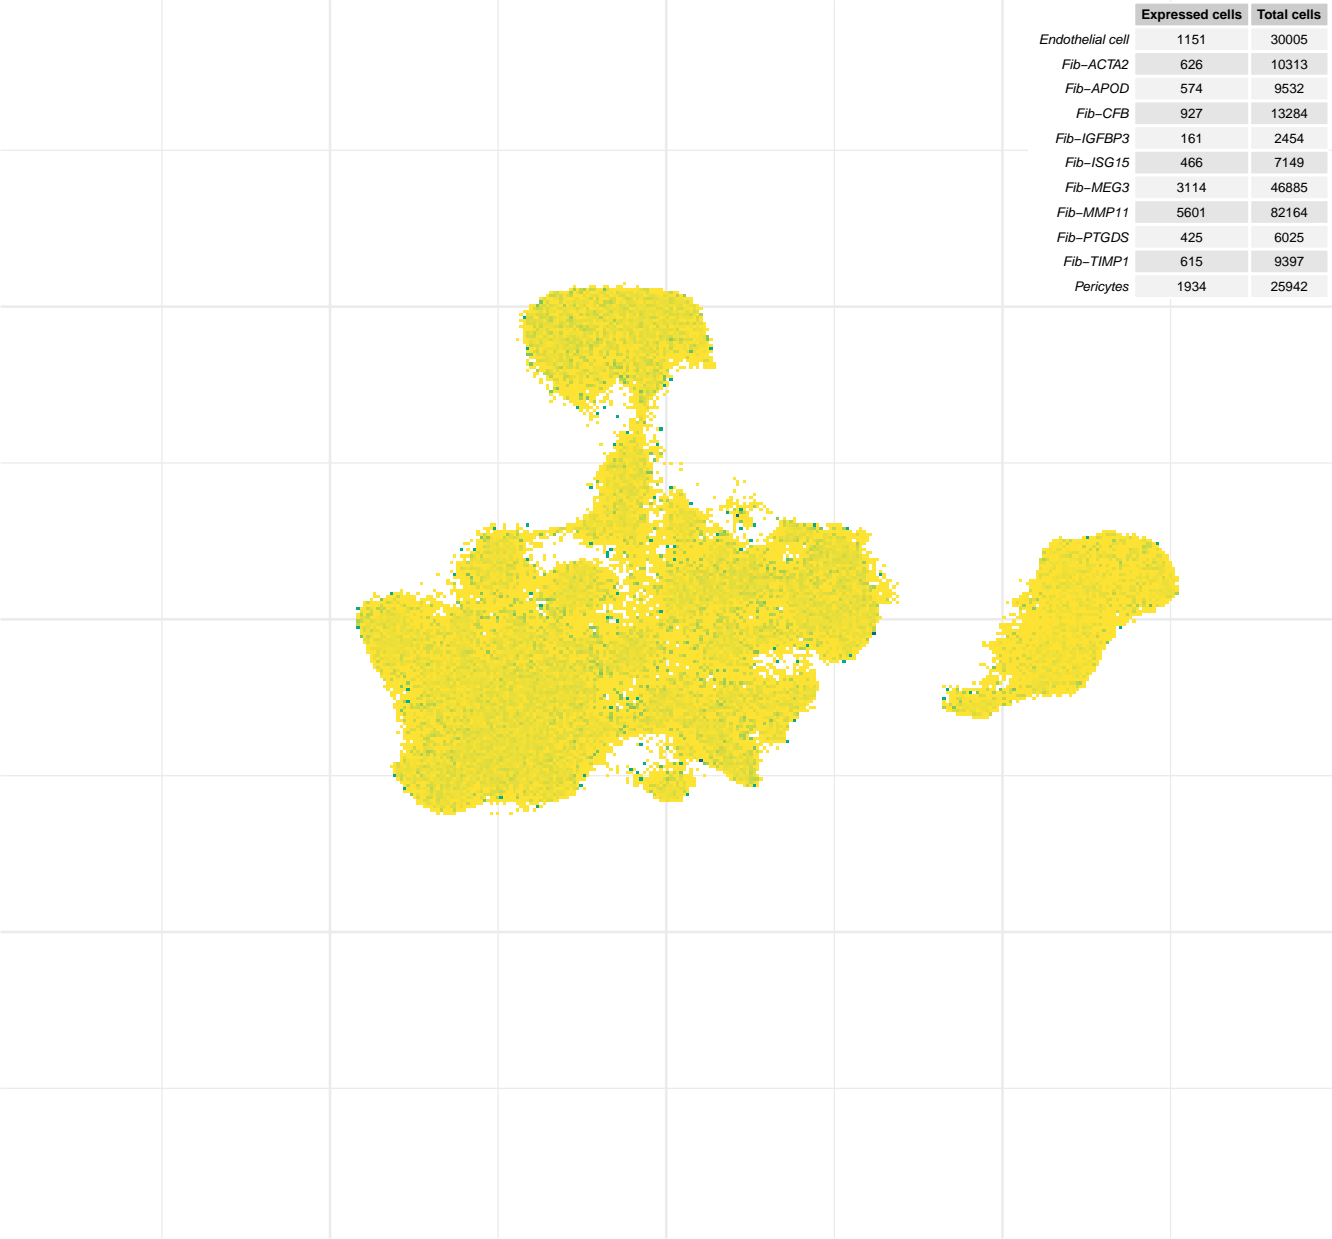 Expressed cells Total cells
Endothelial cell 1151 30005
Fib−ACTA2 626 10313
Fib−APOD 574 9532
Fib−CFB 927 13284
Fib−IGFBP3 161 2454
Fib−ISG15 466 7149
Fib−MEG3 3114 46885
Fib−MMP11 5601 82164
Fib−PTGDS 425 6025
Fib−TIMP1 615 9397
Pericytes 1934 25942